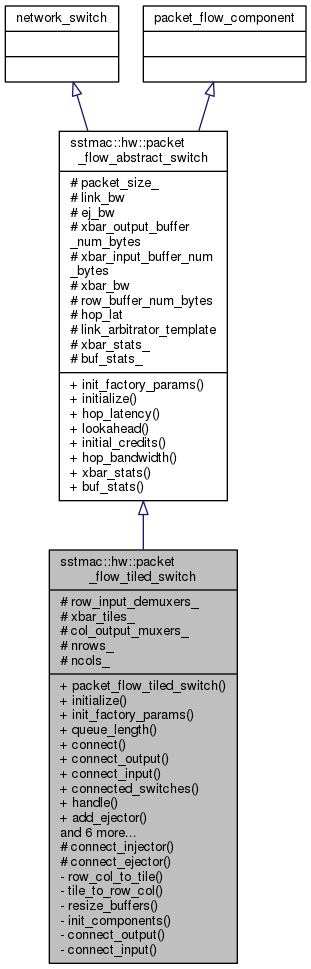 network_switch
packet_flow_component
sstmac::hw::packet
_flow_abstract_switch
# packet_size_
# link_bw
# ej_bw
# xbar_output_buffer
_num_bytes
# xbar_input_buffer_num
_bytes
# xbar_bw
# row_buffer_num_bytes
# hop_lat
# link_arbitrator_template
# xbar_stats_
# buf_stats_
+ init_factory_params()
+ initialize()
+ hop_latency()
+ lookahead()
+ initial_credits()
+ hop_bandwidth()
+ xbar_stats()
+ buf_stats()
sstmac::hw::packet
_flow_tiled_switch
# row_input_demuxers_
# xbar_tiles_
# col_output_muxers_
# nrows_
# ncols_
+ packet_flow_tiled_switch()
+ initialize()
+ init_factory_params()
+ queue_length()
+ connect()
+ connect_output()
+ connect_input()
+ connected_switches()
+ handle()
+ add_ejector()
and 6 more...
# connect_injector()
# connect_ejector()
- row_col_to_tile()
- tile_to_row_col()
- resize_buffers()
- init_components()
- connect_output()
- connect_input()